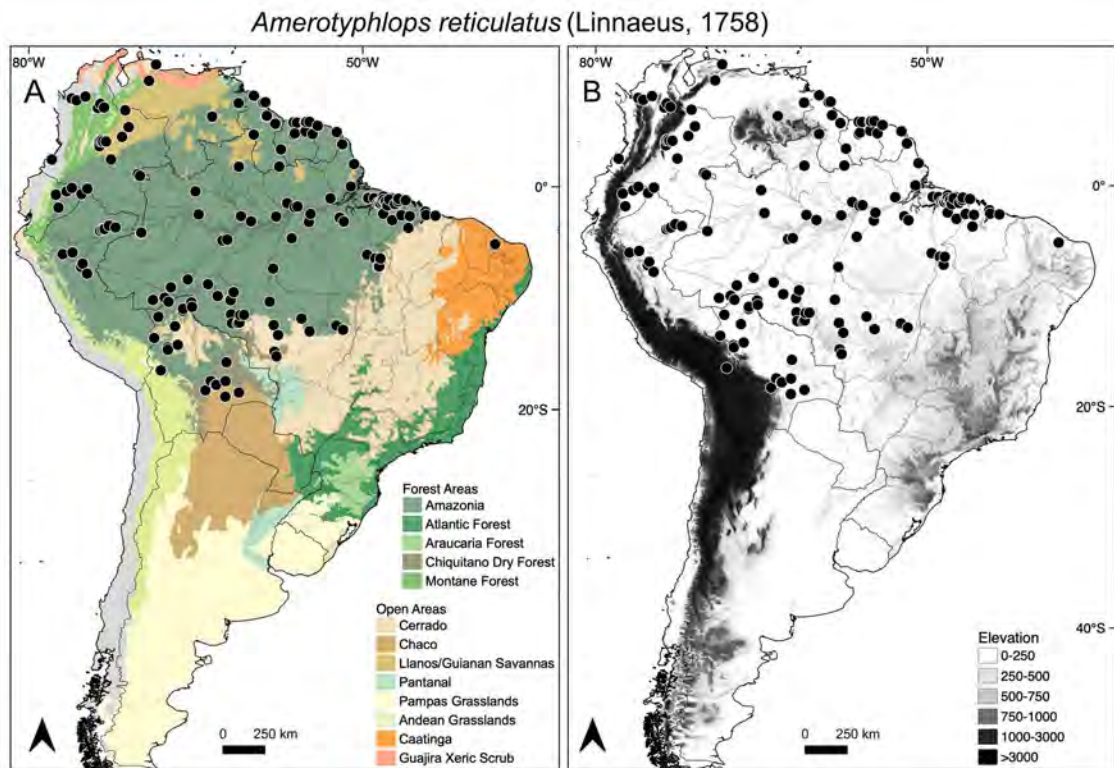 Amerotyphlops reticulatus (Linnaeus, 1758)
80°W
50°W
A
0°
20°S
Forest Areas
Amazonia
Atlantic Forest
Araucaria Forest
Chiquitano Dry Forest
Montane Forest
Open Areas
Cerrado
Chaco
Llanos/Guianan Savannas
Pantanal
Pampas Grasslands
Andean Grasslands
Caatinga
Guajira Xeric Scrub
0 250 km
80°W
50°W
B
0°
20°S
40°S
Elevation
0-250
250-500
500-750
750-1000
1000-3000
>3000
0 250 km